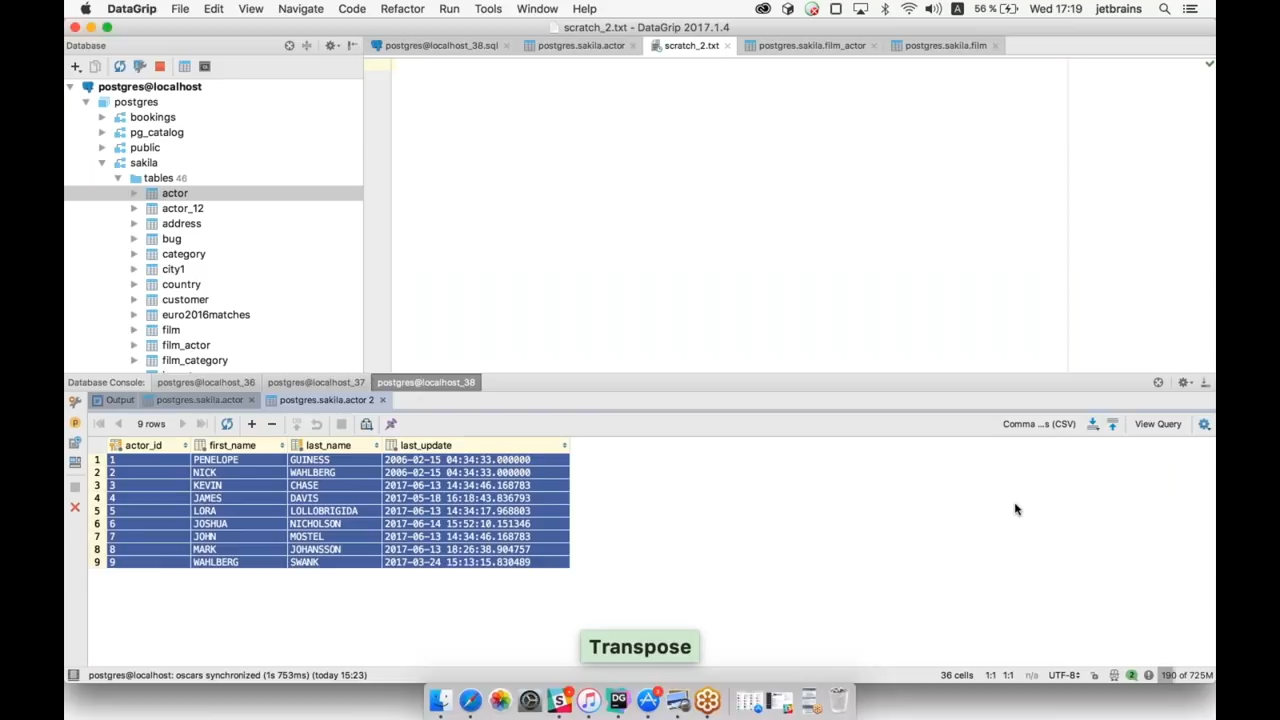 DataGrip File Edit View Navigate Code Refactor Run Tools Window Help A 56 % Wed 17:19 jetbrains
scratch_2.txt - DataGrip 2017.1.4
Database postgres@localhost_38.sql postgres.sakila.actor scratch_2.txt postgres.sakila.film_actor postgres.sakila.film
postgres@localhost
postgres
bookings
pg_catalog
public
sakila
tables 46
actor
actor_12
address
bug
category
city1
country
customer
euro2016matches
film
film_actor
film_category
Database Console: postgres@localhost_36 postgres@localhost_37 postgres@localhost_38
Output postgres.sakila.actor postgres.sakila.actor 2
9 rows Comma ...s (CSV) View Query
actor_id first_name last_name last_update
1 1 PENELOPE GUINESS 2006-02-15 04:34:33.000000
2 2 NICK WAHLBERG 2006-02-15 04:34:33.000000
3 3 KEVIN CHASE 2017-06-13 14:34:46.168783
4 4 JAMES DAVIS 2017-05-18 16:18:43.836793
5 5 LORA LOLLOBRIGIDA 2017-06-13 14:34:17.968803
6 6 JOSHUA NICHOLSON 2017-06-14 15:52:10.151346
7 7 JOHN MOSTEL 2017-06-13 14:34:46.168783
8 8 MARK JOHANSSON 2017-06-13 18:26:38.904757
9 9 WAHLBERG SWANK 2017-03-24 15:13:15.830489
Transpose
postgres@localhost: oscars synchronized (1s 753ms) (today 15:23) 36 cells 1:1 1:1 n/a UTF-8 2 190 of 725M